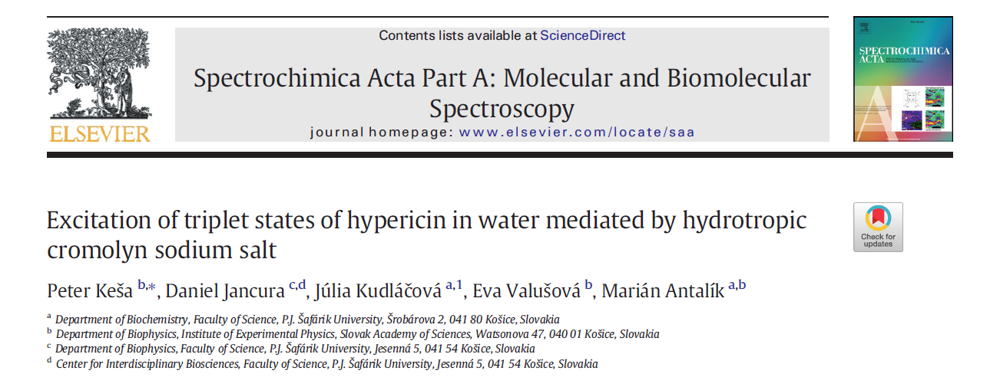 Contents lists available at ScienceDirect
Spectrochimica Acta Part A: Molecular and Biomolecular
Spectroscopy
journal homepage: www.elsevier.com/locate/saa
ELSEVIER
SPECTROCHIMICA
ACTA
Excitation of triplet states of hypericin in water mediated by hydrotropic
cromolyn sodium salt
Check for
updates
Peter Keša b,*, Daniel Jancura c,d, Júlia Kudláčová a,1, Eva Valušová b, Marián Antalík a,b
a Department of Biochemistry, Faculty of Science, P.J. Šafárik University, Šrobárova 2, 041 80 Košice, Slovakia
b Department of Biophysics, Institute of Experimental Physics, Slovak Academy of Sciences, Watsonova 47, 040 01 Košice, Slovakia
c Department of Biophysics, Faculty of Science, P.J. Šafárik University, Jesenná 5, 041 54 Košice, Slovakia
d Center for Interdisciplinary Biosciences, Faculty of Science, P.J. Šafárik University, Jesenná 5, 041 54 Košice, Slovakia